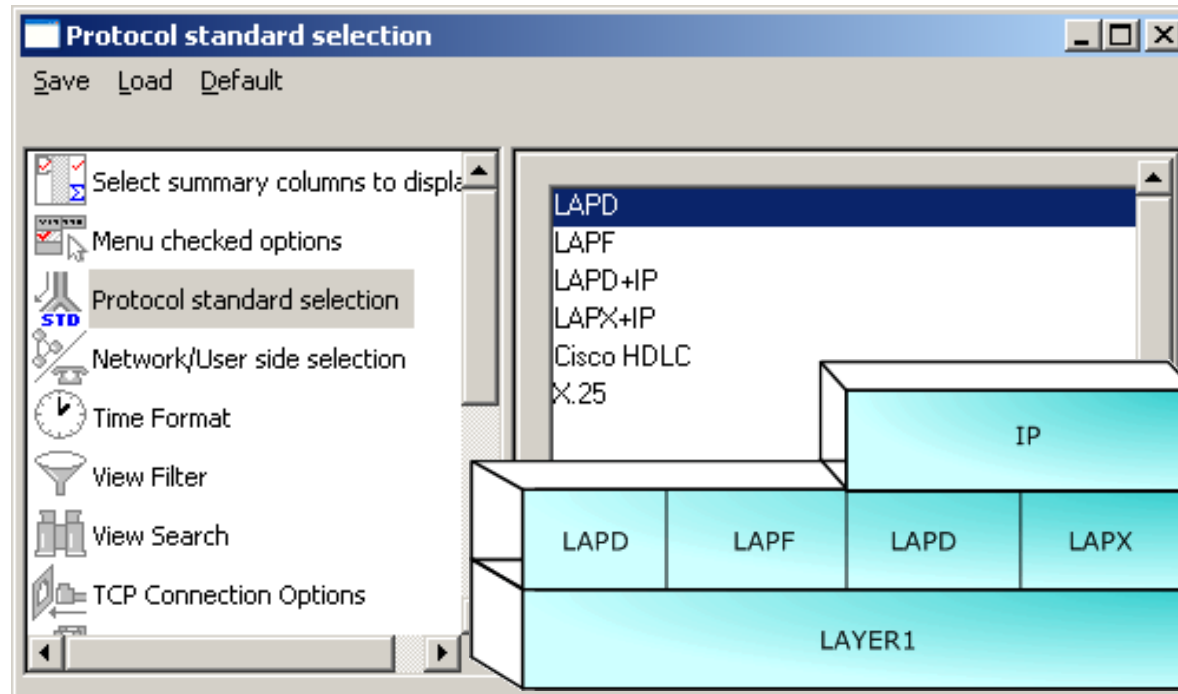 Protocol standard selection
Save Load Default
Select summary columns to displa
Menu checked options
STD
Protocol standard selection
Network/User side selection
Time Format
View Filter
View Search
TCP Connection Options
LAPD
LAPF
LAPD+IP
LAPX+IP
Cisco HDLC
X.25
IP
LAPD LAPF LAPD LAPX
LAYER1